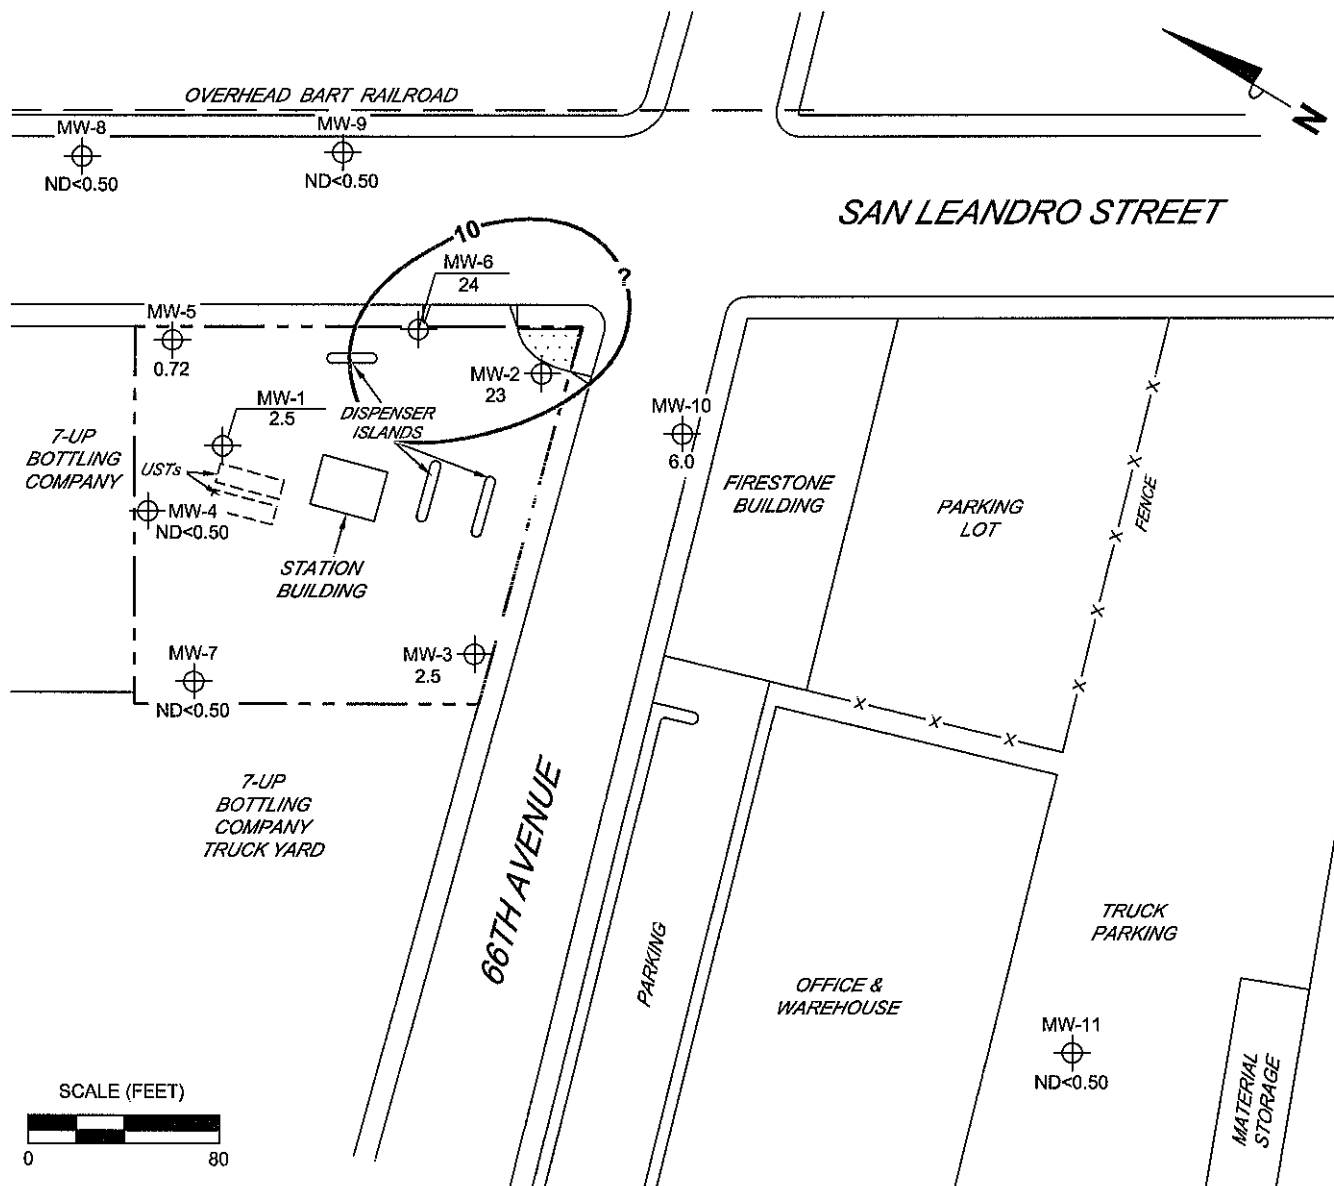 OVERHEAD BART RAILROAD
N
MW-8
ND<0.50
MW-9
ND<0.50
SAN LEANDRO STREET
10
?
MW-6
24
MW-5
0.72
MW-2
23
MW-1
2.5
DISPENSER
ISLANDS
MW-10
6.0
7-UP
BOTTLING
COMPANY
USTs
MW-4
ND<0.50
STATION
BUILDING
FIRESTONE
BUILDING
PARKING
LOT
X
X
X
X
X
FENCE
X
X
X
MW-7
ND<0.50
MW-3
2.5
7-UP
BOTTLING
COMPANY
TRUCK YARD
66TH AVENUE
PARKING
OFFICE &
WAREHOUSE
TRUCK
PARKING
MW-11
ND<0.50
MATERIAL
STORAGE
SCALE (FEET)
0 80